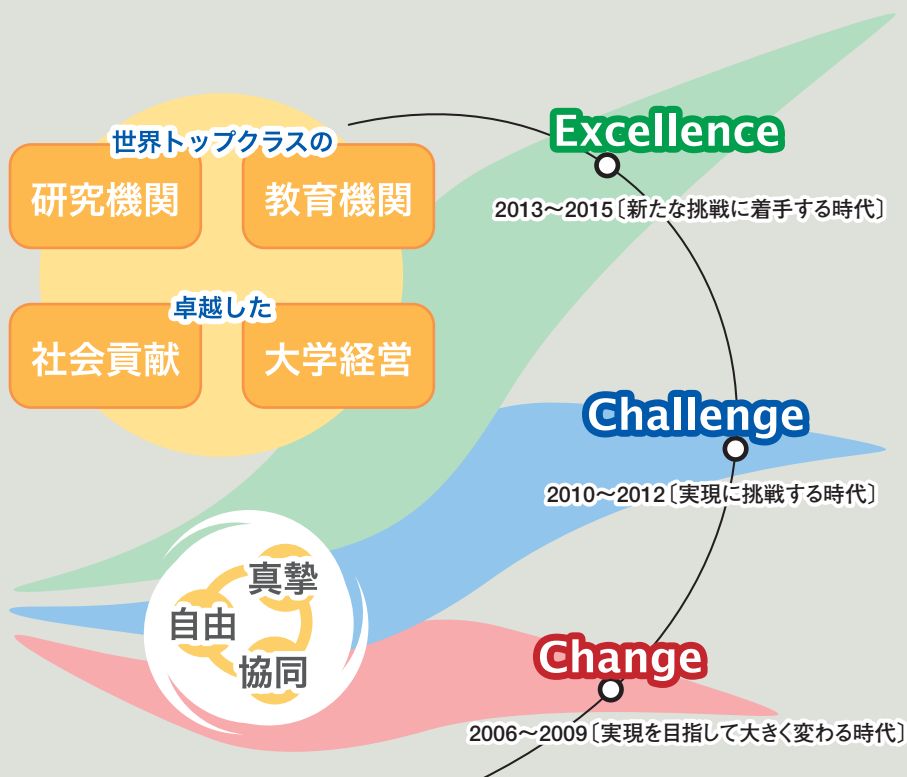 世界トップクラスの
研究機関
教育機関
卓越した
社会貢献
大学経営
Excellence
2013～2015〔新たな挑戦に着手する時代〕
Challenge
2010～2012〔実現に挑戦する時代〕
真摯
自由
協同
Change
2006～2009〔実現を目指して大きく変わる時代〕